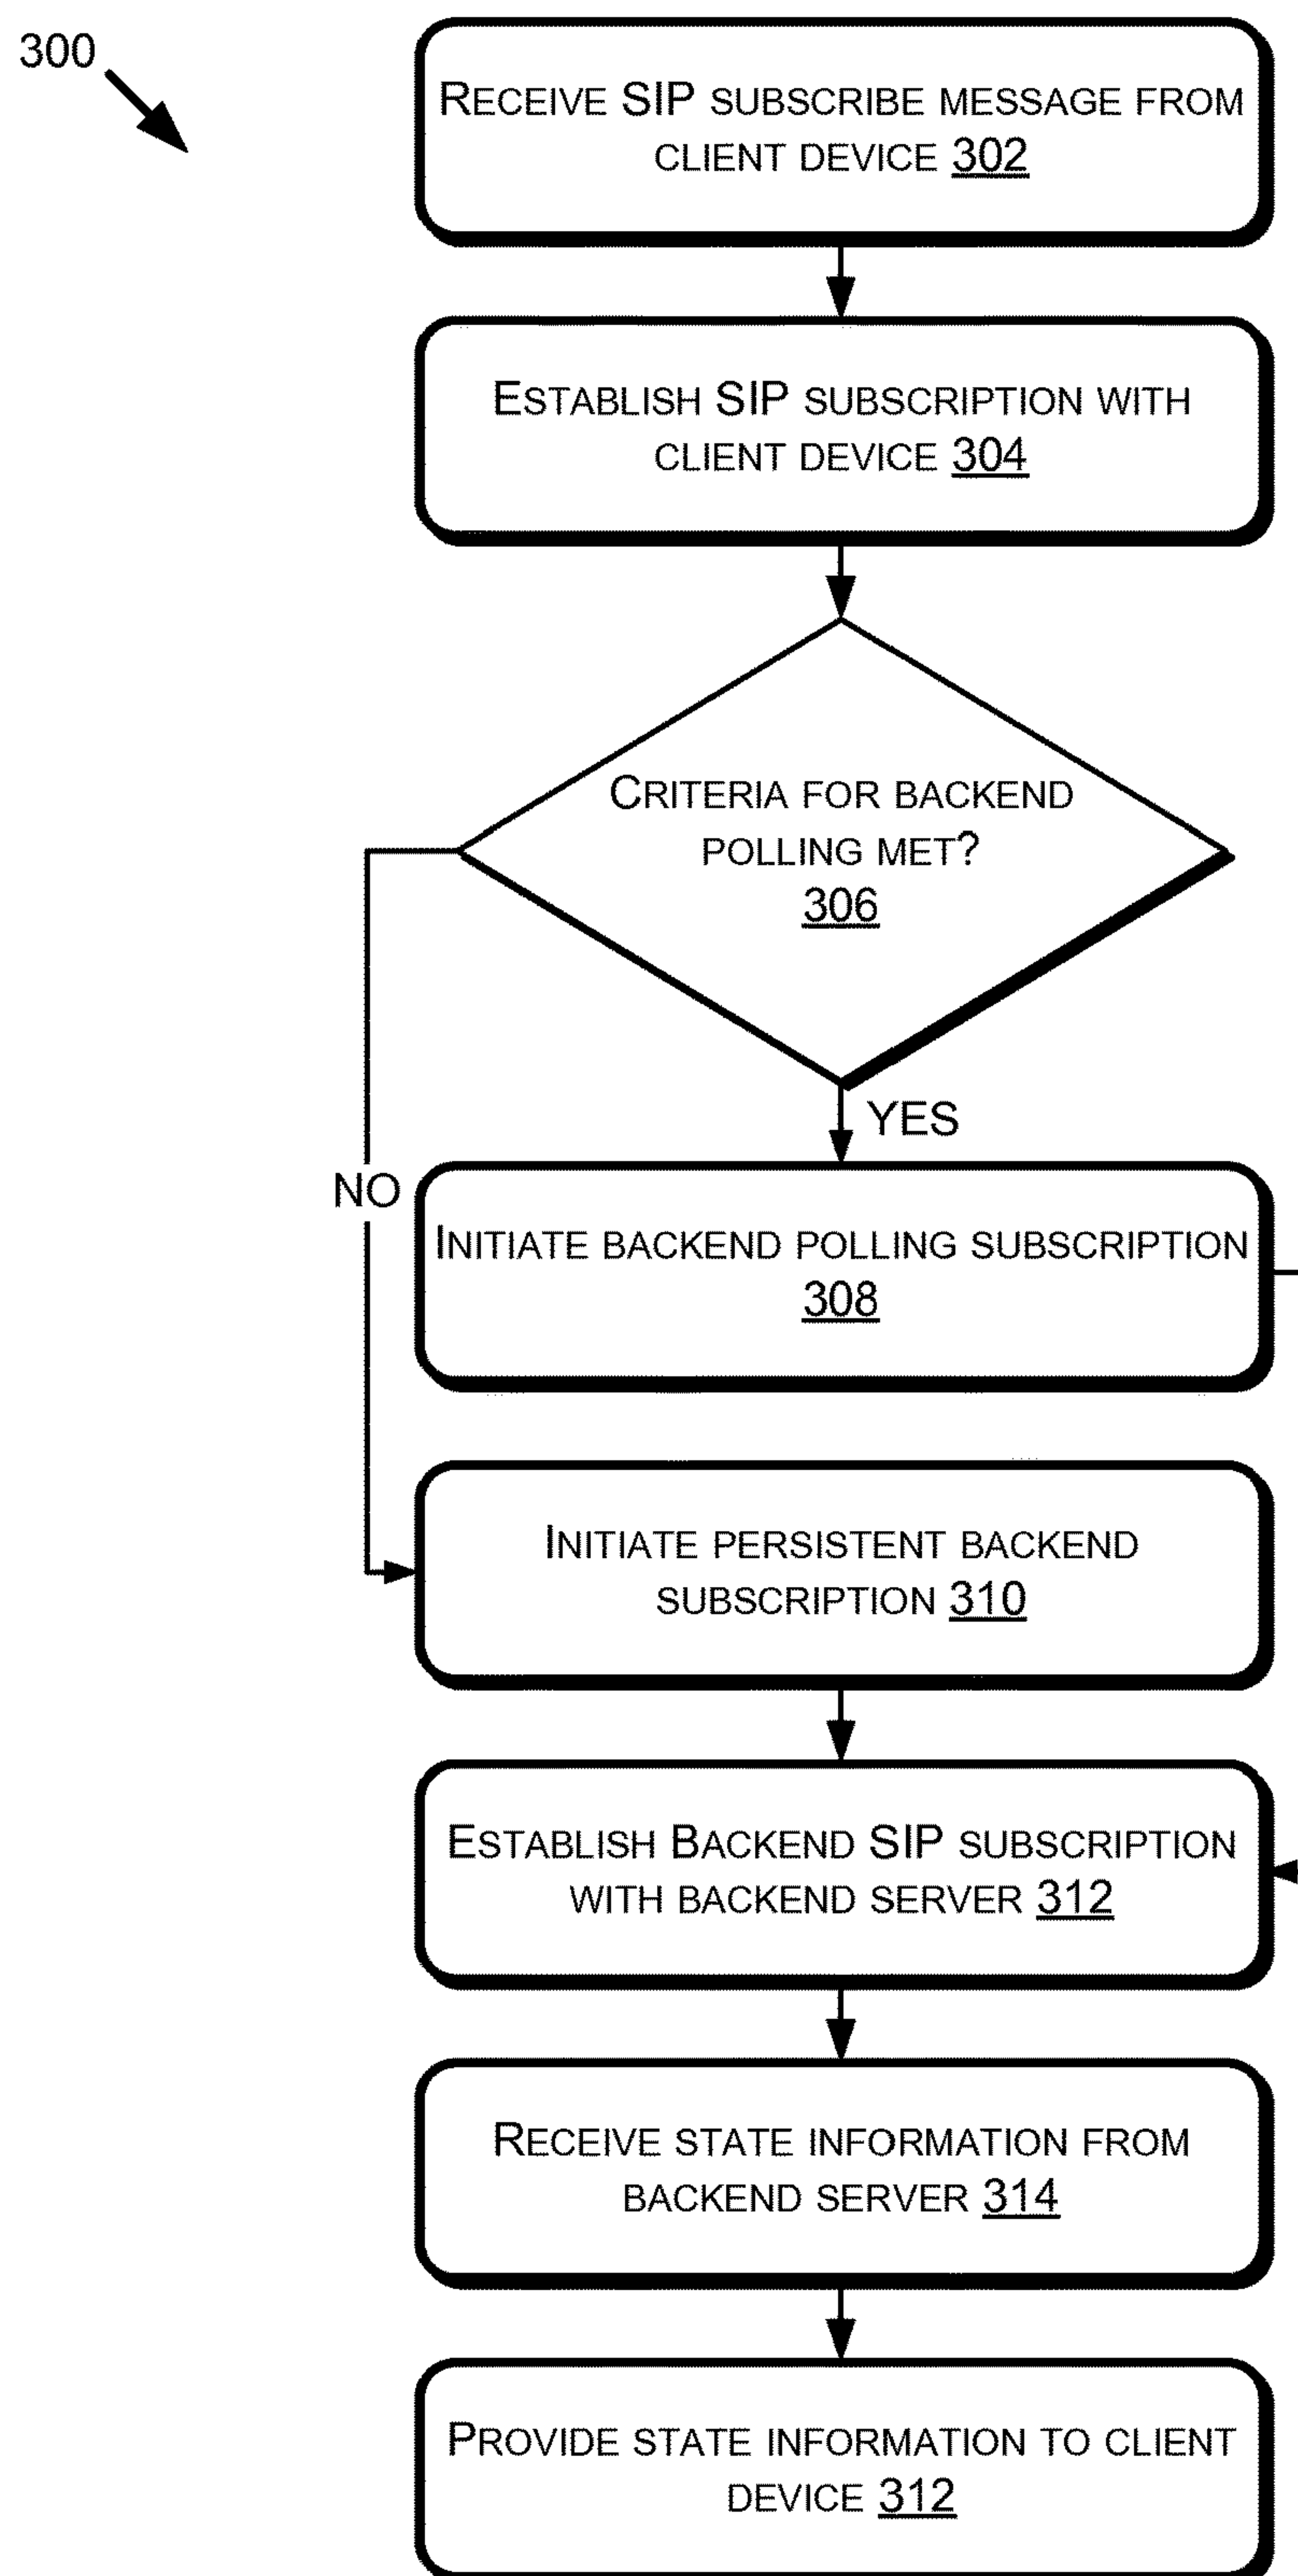 300
RECEIVE SIP SUBSCRIBE MESSAGE FROM
CLIENT DEVICE 302
ESTABLISH SIP SUBSCRIPTION WITH
CLIENT DEVICE 304
CRITERIA FOR BACKEND
POLLING MET?
306
YES
NO
INITIATE BACKEND POLLING SUBSCRIPTION
308
INITIATE PERSISTENT BACKEND
SUBSCRIPTION 310
ESTABLISH BACKEND SIP SUBSCRIPTION
WITH BACKEND SERVER 312
RECEIVE STATE INFORMATION FROM
BACKEND SERVER 314
PROVIDE STATE INFORMATION TO CLIENT
DEVICE 312